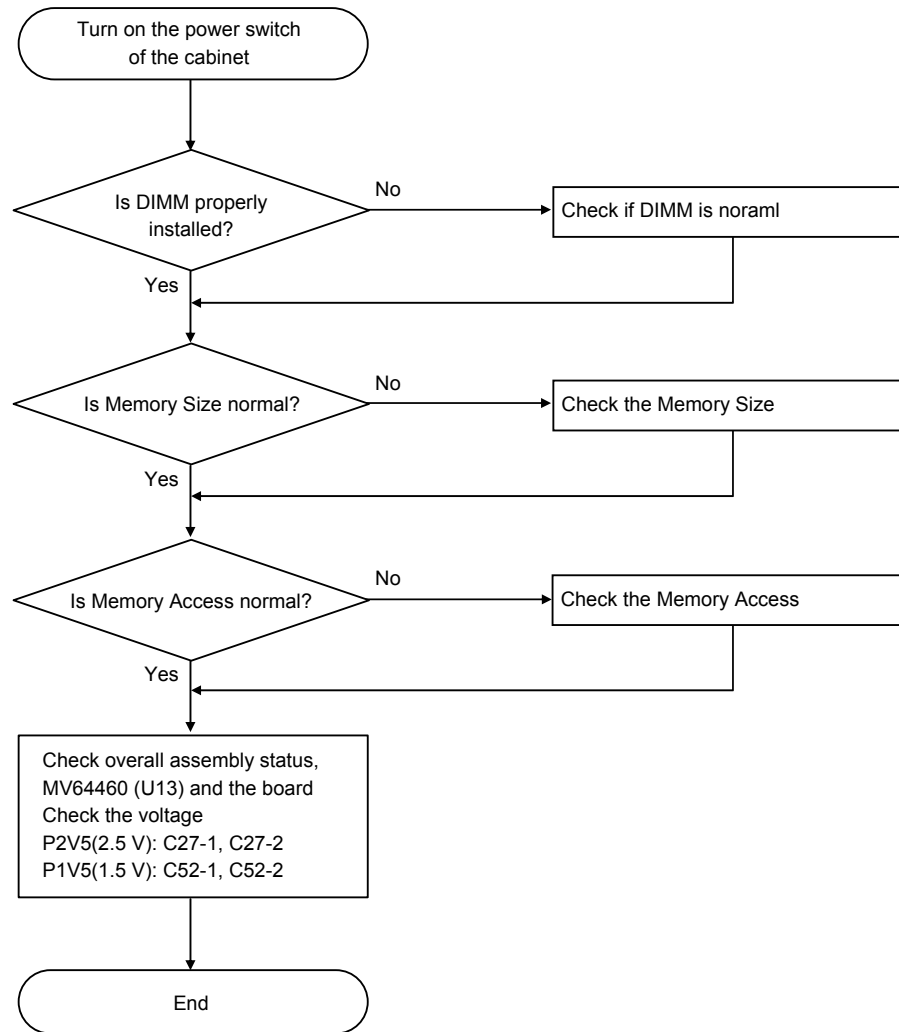 Turn on the power switch
of the cabinet
Is DIMM properly
installed?
No
Check if DIMM is noraml
Yes
Is Memory Size normal?
No
Check the Memory Size
Yes
Is Memory Access normal?
No
Check the Memory Access
Yes
Check overall assembly status,
MV64460 (U13) and the board
Check the voltage
P2V5(2.5 V): C27-1, C27-2
P1V5(1.5 V): C52-1, C52-2
End